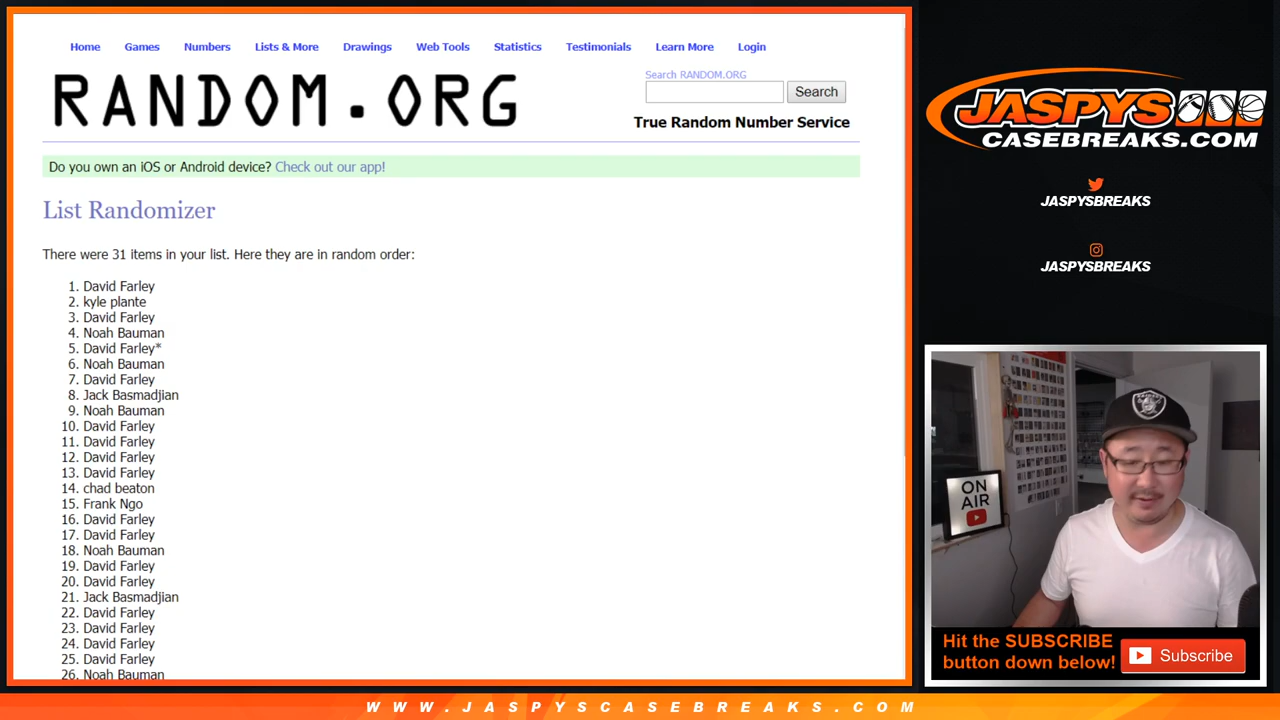 Home Games Numbers Lists & More Drawings Web Tools Statistics Testimonials Learn More Login
RANDOM.ORG
Search RANDOM.ORG
Search
True Random Number Service
Do you own an iOS or Android device? Check out our app!
List Randomizer
There were 31 items in your list. Here they are in random order:
1. David Farley
2. kyle plante
3. David Farley
4. Noah Bauman
5. David Farley*
6. Noah Bauman
7. David Farley
8. Jack Basmadjian
9. Noah Bauman
10. David Farley
11. David Farley
12. David Farley
13. David Farley
14. chad beaton
15. Frank Ngo
16. David Farley
17. David Farley
18. Noah Bauman
19. David Farley
20. David Farley
21. Jack Basmadjian
22. David Farley
23. David Farley
24. David Farley
25. David Farley
26. Noah Bauman
JASPYS
CASEBREAKS.COM
JASPYSBREAKS
JASPYSBREAKS
ON
AIR
Hit the SUBSCRIBE
button down below!
Subscribe
WWW.JASPYSCASEBREAKS.COM